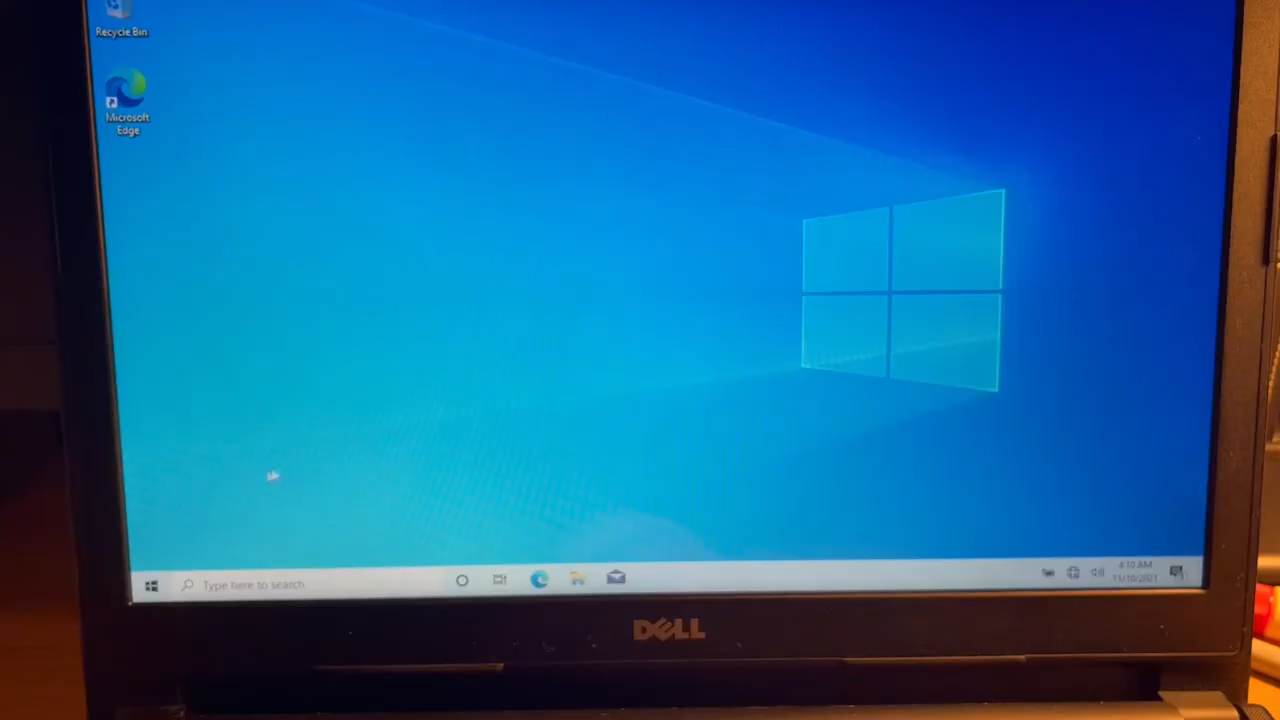 Recycle Bin
Microsoft
Edge
Type here to search
4:10 AM
11/10/2021
DELL